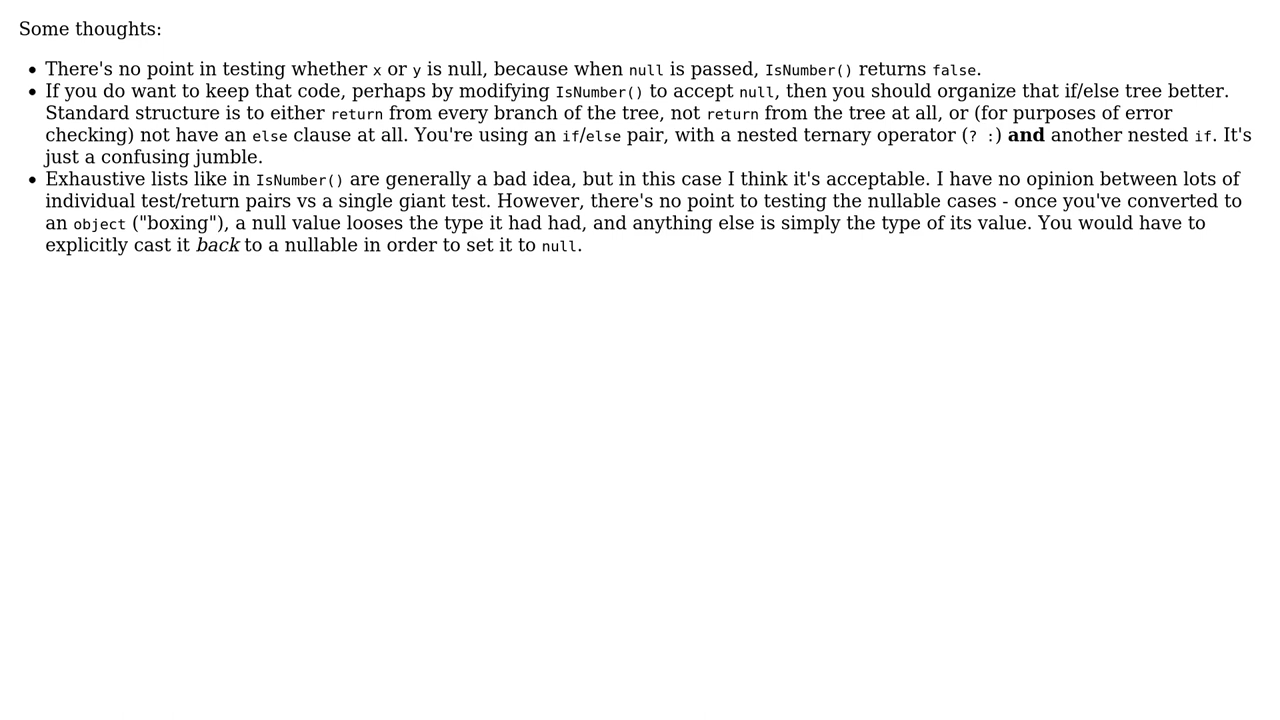 Some thoughts:
• There's no point in testing whether x or y is null, because when null is passed, IsNumber() returns false.
• If you do want to keep that code, perhaps by modifying IsNumber() to accept null, then you should organize that if/else tree better.
Standard structure is to either return from every branch of the tree, not return from the tree at all, or (for purposes of error
checking) not have an else clause at all. You're using an if/else pair, with a nested ternary operator (? :) and another nested if. It's
just a confusing jumble.
• Exhaustive lists like in IsNumber() are generally a bad idea, but in this case I think it's acceptable. I have no opinion between lots of
individual test/return pairs vs a single giant test. However, there's no point to testing the nullable cases - once you've converted to
an object ("boxing"), a null value looses the type it had had, and anything else is simply the type of its value. You would have to
explicitly cast it back to a nullable in order to set it to null.